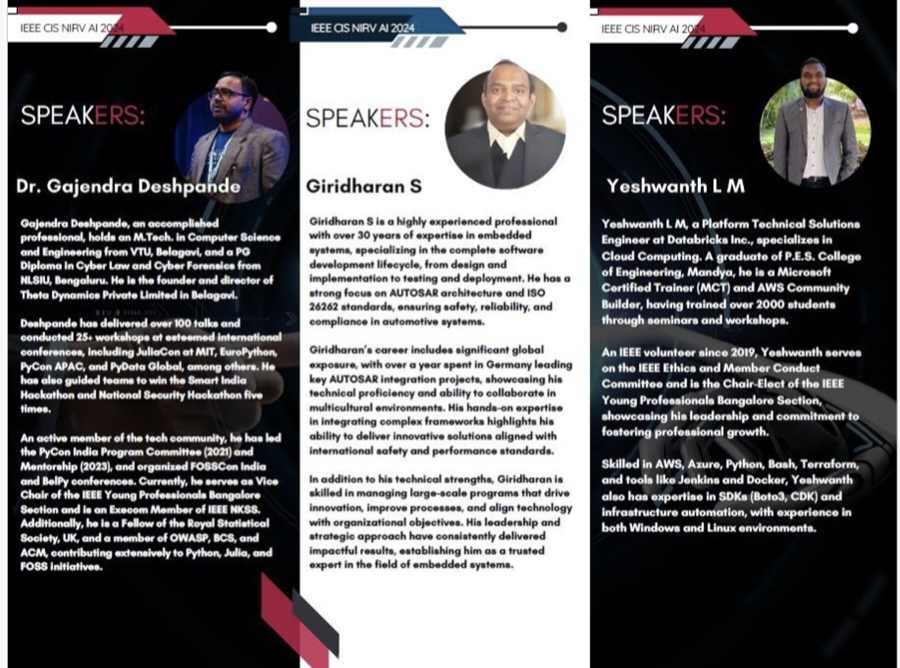 IEEE CIS NIRV AI 2024
SPEAKERS:
Dr. Gajendra Deshpande
Gajendra Deshpande, an accomplished
professional, holds an M.Tech. in Computer Science
and Engineering from VTU, Belagavi, and a PG
Diploma in Cyber Law and Cyber Forensics from
NLSIU, Bengaluru. He is the founder and director of
Theta Dynamics Private Limited in Belagavi.
Deshpande has delivered over 100 talks and
conducted 25+ workshops at esteemed international
conferences, including JuliaCon at MIT, EuroPython,
PyCon APAC, and PyData Global, among others. He
has also guided teams to win the Smart India
Hackathon and National Security Hackathon five
times.
An active member of the tech community, he has led
the PyCon India Program Committee (2021) and
Mentorship (2023), and organized FOSSCon India
and BelPy conferences. Currently, he serves as Vice
Chair of the IEEE Young Professionals Bangalore
Section and is an Execom Member of IEEE NKSS.
Additionally, he is a Fellow of the Royal Statistical
Society, UK, and a member of OWASP, BCS, and
ACM, contributing extensively to Python, Julia, and
FOSS initiatives.
IEEE CIS NIRV AI 2024
SPEAKERS:
Giridharan S
Giridharan S is a highly experienced professional
with over 30 years of expertise in embedded
systems, specializing in the complete software
development lifecycle, from design and
implementation to testing and deployment. He has a
strong focus on AUTOSAR architecture and ISO
26262 standards, ensuring safety, reliability, and
compliance in automotive systems.
Giridharan's career includes significant global
exposure, with over a year spent in Germany leading
key AUTOSAR integration projects, showcasing his
technical proficiency and ability to collaborate in
multicultural environments. His hands-on expertise
in integrating complex frameworks highlights his
ability to deliver innovative solutions aligned with
international safety and performance standards.
In addition to his technical strengths, Giridharan is
skilled in managing large-scale programs that drive
innovation, improve processes, and align technology
with organizational objectives. His leadership and
strategic approach have consistently delivered
impactful results, establishing him as a trusted
expert in the field of embedded systems.
IEEE CIS NIRV AI 2024
SPEAKERS:
Yeshwanth L M
Yeshwanth L M, a Platform Technical Solutions
Engineer at Databricks Inc., specializes in
Cloud Computing. A graduate of P.E.S. College
of Engineering, Mandya, he is a Microsoft
Certified Trainer (MCT) and AWS Community
Builder, having trained over 2000 students
through seminars and workshops.
An IEEE volunteer since 2019, Yeshwanth serves
on the IEEE Ethics and Member Conduct
Committee and is the Chair-Elect of the IEEE
Young Professionals Bangalore Section,
showcasing his leadership and commitment to
fostering professional growth.
Skilled in AWS, Azure, Python, Bash, Terraform,
and tools like Jenkins and Docker, Yeshwanth
also has expertise in SDKs (Boto3, CDK) and
infrastructure automation, with experience in
both Windows and Linux environments.